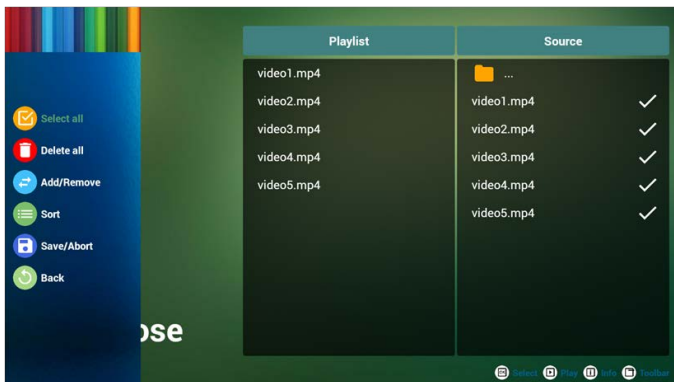 Playlist
Source
video1.mp4
video2.mp4
video3.mp4
video4.mp4
video5.mp4
...
video1.mp4
video2.mp4
video3.mp4
video4.mp4
video5.mp4
Select all
Delete all
Add/Remove
Sort
Save/Abort
Back
ose
Select
Play
Info
Toolbar